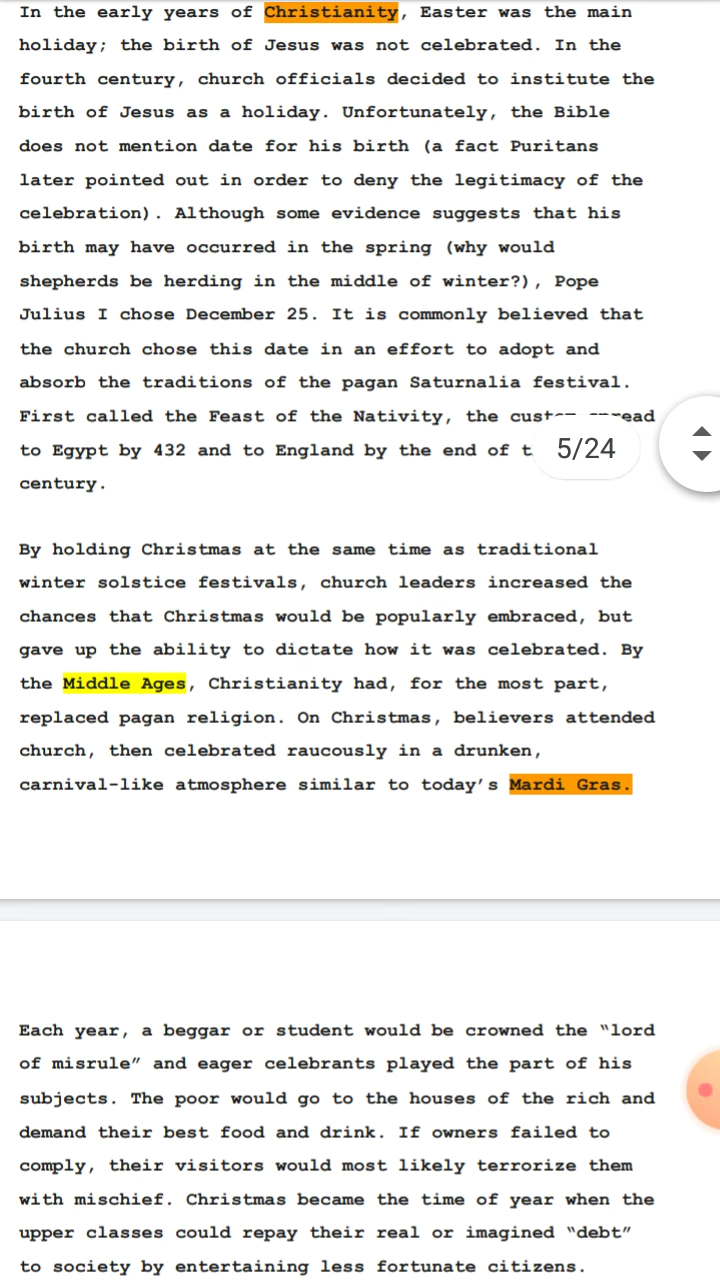 In the early years of Christianity, Easter was the main
holiday; the birth of Jesus was not celebrated. In the
fourth century, church officials decided to institute the
birth of Jesus as a holiday. Unfortunately, the Bible
does not mention date for his birth (a fact Puritans
later pointed out in order to deny the legitimacy of the
celebration). Although some evidence suggests that his
birth may have occurred in the spring (why would
shepherds be herding in the middle of winter?), Pope
Julius I chose December 25. It is commonly believed that
the church chose this date in an effort to adopt and
absorb the traditions of the pagan Saturnalia festival.
First called the Feast of the Nativity, the
to Egypt by 432 and to England by the end of
5/24
century.
By holding Christmas at the same time as traditional
winter solstice festivals, church leaders increased the
chances that Christmas would be popularly embraced, but
gave up the ability to dictate how it was celebrated. By
the Middle Ages, Christianity had, for the most part,
replaced pagan religion. On Christmas, believers attended
church, then celebrated raucously in a drunken,
carnival-like atmosphere similar to today’s Mardi Gras.
Each year, a beggar or student would be crowned the “lord
of misrule” and eager celebrants played the part of his
subjects. The poor would go to the houses of the rich and
demand their best food and drink. If owners failed to
comply, their visitors would most likely terrorize them
with mischief. Christmas became the time of year when the
upper classes could repay their real or imagined “debt”
to society by entertaining less fortunate citizens.